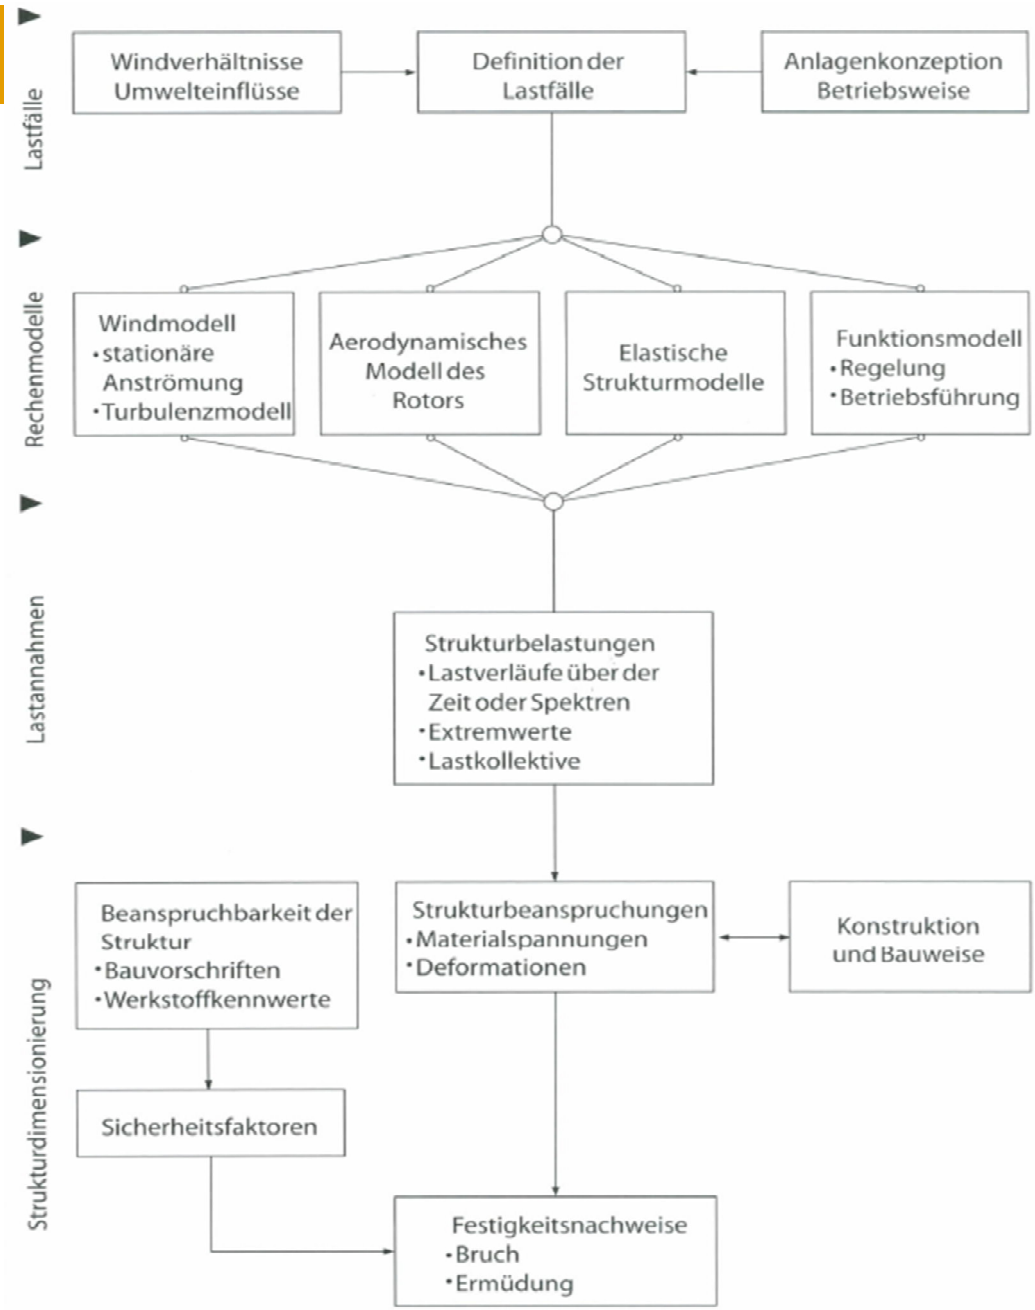 Lastfälle
Windverhältnisse
Umwelteinflüsse
Definition der
Lastfälle
Anlagenkonzeption
Betriebsweise
Rechenmodelle
Windmodell
•stationäre
Anströmung
•Turbulenzmodell
Aerodynamisches
Modell des
Rotors
Elastische
Strukturmodelle
Funktionsmodell
•Regelung
•Betriebsführung
Lastannahmen
Strukturbelastungen
•Lastverläufe über der
Zeit oder Spektren
•Extremwerte
•Lastkollektive
Strukturdimensionierung
Beanspruchbarkeit der
Struktur
•Bauvorschriften
•Werkstoffkennwerte
Strukturbeanspruchungen
•Materialspannungen
•Deformationen
Konstruktion
und Bauweise
Sicherheitsfaktoren
Festigkeitsnachweise
•Bruch
•Ermüdung